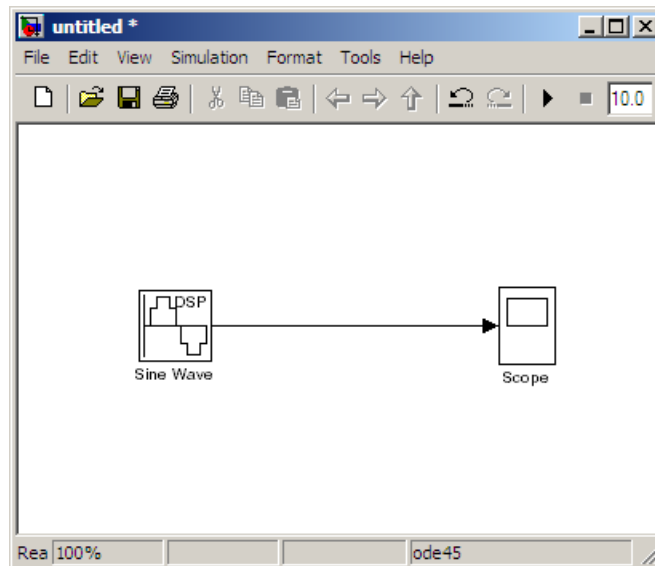 untitled *
File Edit View Simulation Format Tools Help
10.0
DSP
Sine Wave
Scope
Rea 100% ode45